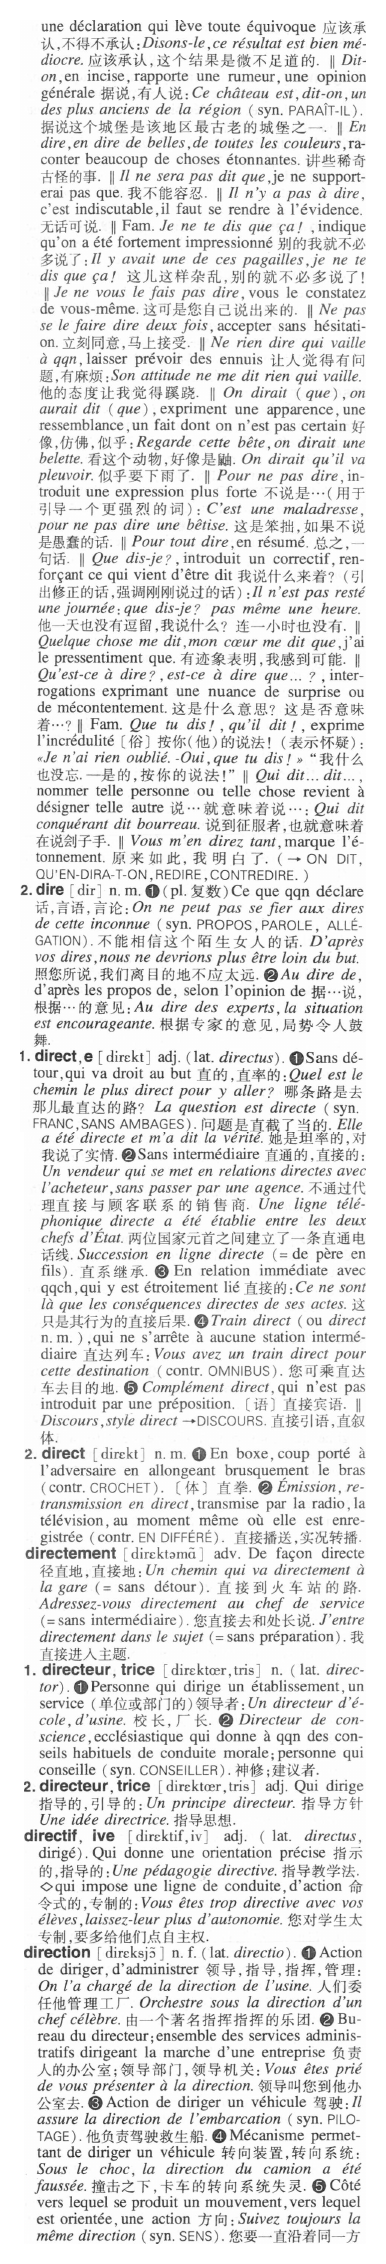 une déclaration qui lève toute équivoque 应该承
认,不得不承认:Disons-le,ce résultat est bien mé-
diocre. 应该承认,这个结果是微不足道的. ‖ Dit-
on,en incise,rapporte une rumeur,une opinion
générale 据说,有人说:Ce château est,dit-on,un
des plus anciens de la région (syn. PARAÎT-IL).
据说这个城堡是该地区最古老的城堡之一. ‖ En
dire,en dire de belles,de toutes les couleurs,ra-
conter beaucoup de choses étonnantes. 讲些稀奇
古怪的事. ‖ Il ne sera pas dit que,je ne support-
erai pas que. 我不能容忍. ‖ Il n'y a pas à dire,
c'est indiscutable,il faut se rendre à l'évidence.
无话可说. ‖ Fam. Je ne te dis que ça! ,indique
qu'on a été fortement impressionné 别的我就不必
多说了:Il y avait une de ces pagailles,je ne te
dis que ça! 这儿这样杂乱,别的就不必多说了!
‖ Je ne vous le fais pas dire,vous le constatez
de vous-même. 这可是您自己说出来的. ‖ Ne pas
se le faire dire deux fois,accepter sans hésitati-
on. 立刻同意,马上接受. ‖ Ne rien dire qui vaille
à qqn,laisser prévoir des ennuis 让人觉得有问
题,有麻烦:Son attitude ne me dit rien qui vaille.
他的态度让我觉得蹊跷. ‖ On dirait (que),on
aurait dit (que),expriment une apparence,une
ressemblance,un fait dont on n'est pas certain 好
像,仿佛,似乎:Regarde cette bête,on dirait une
belette. 看这个动物,好像是鼬. On dirait qu'il va
pleuvoir. 似乎要下雨了. ‖ Pour ne pas dire,in-
troduit une expression plus forte 不说是…(用于
引导一个更强烈的词): C'est une maladresse,
pour ne pas dire une bêtise. 这是笨拙,如果不说
是愚蠢的话. ‖ Pour tout dire,en résumé. 总之,一
句话. ‖ Que dis-je?,introduit un correctif,ren-
forçant ce qui vient d'être dit 我说什么来着? (引
出修正的话,强调刚刚说过的话):Il n'est pas resté
une journée:que dis-je? pas même une heure.
他一天也没有逗留,我说什么? 连一小时也没有. ‖
Quelque chose me dit,mon cœur me dit que,j'ai
le pressentiment que. 有迹象表明,我感到可能. ‖
Qu'est-ce à dire?,est-ce à dire que...?,inter-
rogations exprimant une nuance de surprise ou
de mécontentement. 这是什么意思? 这是否意味
着…? ‖ Fam. Que tu dis!,qu'il dit!,exprime
l'incrédulité [俗] 按你(他)的说法! (表示怀疑):
«Je n'ai rien oublié. -Oui,que tu dis!» “我什么
也没忘. —是的,按你的说法!” ‖ Qui dit... dit...,
nommer telle personne ou telle chose revient à
désigner telle autre 说…就意味着说…: Qui dit
conquérant dit bourreau. 说到征服者,也就意味着
在说刽子手. ‖ Vous m'en direz tant,marque l'é-
tonnement. 原来如此,我明白了. (→ ON DIT,
QU'EN-DIRA-T-ON,REDIRE,CONTREDIRE. )
2. dire [dir] n. m. ❶(pl. 复数)Ce que qqn déclare
话,言语,言论:On ne peut pas se fier aux dires
de cette inconnue (syn. PROPOS,PAROLE, ALLÉ-
GATION). 不能相信这个陌生女人的话. D'après
vos dires,nous ne devrions plus être loin du but.
照您所说,我们离目的地不应太远. ❷Au dire de,
d'après les propos de, selon l'opinion de 据…说,
根据…的意见:Au dire des experts,la situation
est encourageante. 根据专家的意见,局势令人鼓
舞.
1. direct,e [dirɛkt] adj. (lat. directus). ❶Sans dé-
tour,qui va droit au but 直的,直率的:Quel est le
chemin le plus direct pour y aller? 哪条路是去
那儿最直达的路? La question est directe (syn.
FRANC,SANS AMBAGES). 问题是直截了当的. Elle
a été directe et m'a dit la vérité. 她是坦率的,对
我说了实情. ❷Sans intermédiaire 直通的,直接的:
Un vendeur qui se met en relations directes avec
l'acheteur,sans passer par une agence. 不通过代
理直接与顾客联系的销售商. Une ligne télé-
phonique directe a été établie entre les deux
chefs d'État. 两位国家元首之间建立了一条直通电
话线. Succession en ligne directe (= de père en
fils). 直系继承. ❸ En relation immédiate avec
qqch,qui y est étroitement lié 直接的:Ce ne sont
là que les conséquences directes de ses actes. 这
只是其行为的直接后果. ❹ Train direct (ou direct
n. m. ),qui ne s'arrête à aucune station intermé-
diaire 直达列车:Vous avez un train direct pour
cette destination (contr. OMNIBUS). 您可乘直达
车去目的地. ❺ Complément direct,qui n'est pas
introduit par une préposition. [语] 直接宾语. ‖
Discours,style direct →DISCOURS. 直接引语,直叙
体.
2. direct [dirɛkt] n. m. ❶ En boxe,coup porté à
l'adversaire en allongeant brusquement le bras
(contr. CROCHET). [体] 直拳. ❷ Émission, re-
transmission en direct,transmise par la radio,la
télévision, au moment même où elle est enre-
gistrée (contr. EN DIFFÉRÉ). 直接播送,实况转播.
directement [dirɛktəmɑ̃] adv. De façon directe
径直地,直接地:Un chemin qui va directement à
la gare (= sans détour). 直接到火车站的路.
Adressez-vous directement au chef de service
(=sans intermédiaire). 您直接去和处长说. J'entre
directement dans le sujet (=sans préparation). 我
直接进入主题.
1. directeur, trice [dirɛktœr,tris] n. (lat. direc-
tor). ❶Personne qui dirige un établissement,un
service (单位或部门的)领导者:Un directeur d'é-
cole,d'usine. 校长,厂长. ❷ Directeur de con-
science,ecclésiastique qui donne à qqn des con-
seils habituels de conduite morale;personne qui
conseille (syn. CONSEILLER). 神修;建议者.
2. directeur,trice [dirɛktœr,tris] adj. Qui dirige
指导的,引导的:Un principe directeur. 指导方针
Une idée directrice. 指导思想.
directif, ive [dirɛktif,iv] adj. ( lat. directus,
dirigé). Qui donne une orientation précise 指示
的,指导的:Une pédagogie directive. 指导教学法.
◇qui impose une ligne de conduite,d'action 命
令式的,专制的:Vous êtes trop directive avec vos
élèves,laissez-leur plus d'autonomie. 您对学生太
专制,要多给他们点自主权.
direction [dirɛksjɔ̃] n. f. (lat. directio). ❶ Action
de diriger,d'administrer 领导,指导,指挥,管理:
On l'a chargé de la direction de l'usine. 人们委
任他管理工厂. Orchestre sous la direction d'un
chef célèbre. 由一个著名指挥指挥的乐团. ❷ Bu-
reau du directeur;ensemble des services adminis-
tratifs dirigeant la marche d'une entreprise 负责
人的办公室;领导部门,领导机关: Vous êtes prié
de vous présenter à la direction. 领导叫您到他办
公室去. ❸ Action de diriger un véhicule 驾驶:Il
assure la direction de l'embarcation (syn. PILO-
TAGE). 他负责驾驶救生船. ❹ Mécanisme permet-
tant de diriger un véhicule 转向装置,转向系统:
Sous le choc, la direction du camion a été
faussée. 撞击之下,卡车的转向系统失灵. ❺ Côté
vers lequel se produit un mouvement,vers lequel
est orientée,une action 方向:Suivez toujours la
même direction (syn. SENS). 您要一直沿着同一方